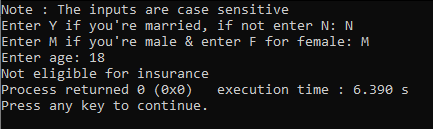 Note : The inputs are case sensitive
Enter Y if you're married, if not enter N: N
Enter M if you're male & enter F for female: M
Enter age: 18
Not eligible for insurance
Process returned 0 (0x0)   execution time : 6.390 s
Press any key to continue.